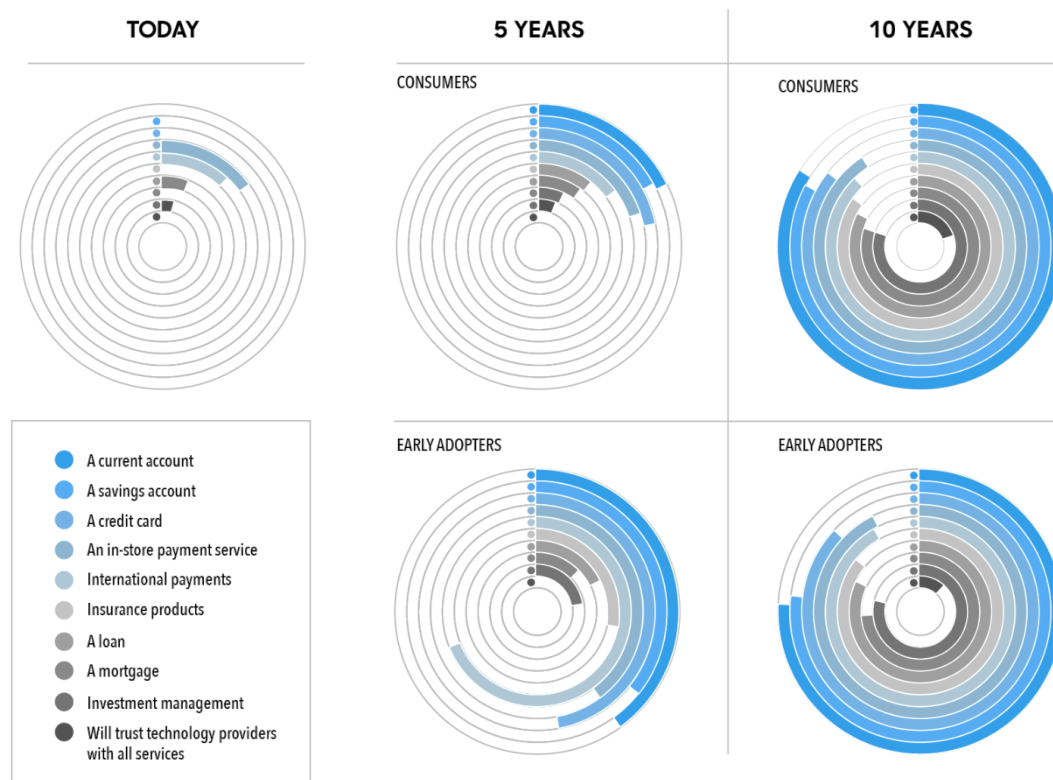 TODAY
5 YEARS
10 YEARS
CONSUMERS
CONSUMERS
EARLY ADOPTERS
EARLY ADOPTERS
A current account
A savings account
A credit card
An in-store payment service
International payments
Insurance products
A loan
A mortgage
Investment management
Will trust technology providers
with all services